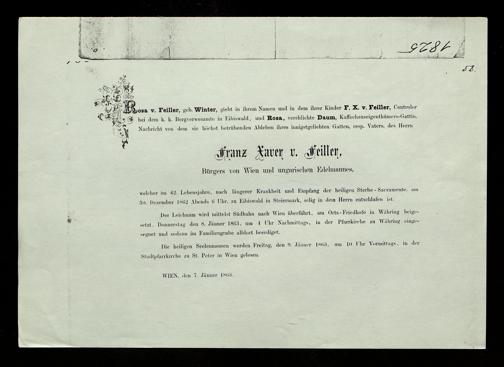 1825
53.
Rosa v. Feiller, geb. Winter, giebt in ihrem Namen und in dem ihrer Kinder F. X. v. Feiller, Controlor
bei dem k. k. Bergoberamte in Eibiswald, und Rosa, verehlichte Daum, Kaffeehauseigenthümers-Gattin,
Nachricht von dem sie höchst betrübenden Ableben ihres innigstgeliebten Gatten, resp. Vaters, des Herrn
Franz Xaver v. Feiller,
Bürgers von Wien und ungarischen Edelmannes,
welcher im 62. Lebensjahre, nach längerer Krankheit und Empfang der heiligen Sterbe-Sacramente, am
Dezember 1862 Abends 6 Uhr, zu Eibiswald in Steiermark, selig in dem Herrn entschlafen ist.
Der Leichnam wird mittelst Südbahn nach Wien überführt, am Orts-Friedhofe in Währing beige-
setzt, Donnerstag den 8. Jänner 1863, um 4 Uhr Nachmittags, in der Pfarrkirche zu Währing einge-
segnet und sodann im Familiengrabe alldort beerdiget.
Die heiligen Seelenmessen werden Freitag, den 9. Jänner 1863, um 10 Uhr Vormittags, in der
Stadtpfarrkirche zu St. Peter in Wien gelesen.
WIEN, den 7. Jänner 1863.